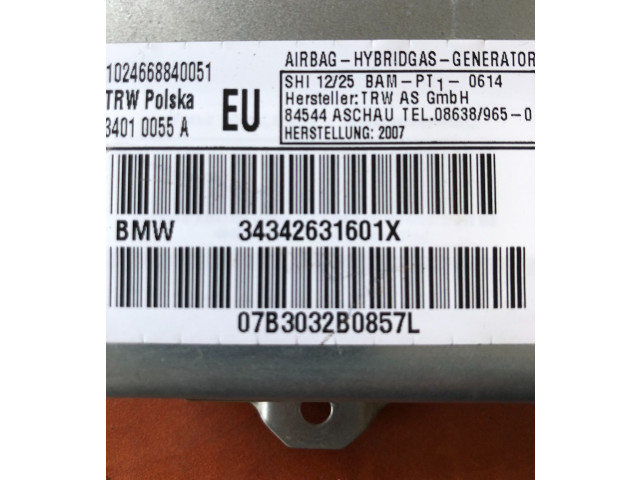 1024668840051
TRW Polska
3401 0055 A
EU
AIRBAG-HYBRIDGAS-GENERATOR
SHI 12/25 BAM-PT1-0614
Hersteller: TRW AS GmbH
84544 ASCHAU TEL.08638/965-0
HERSTELLUNG: 2007
BMW 34342631601X
07B3032B0857L